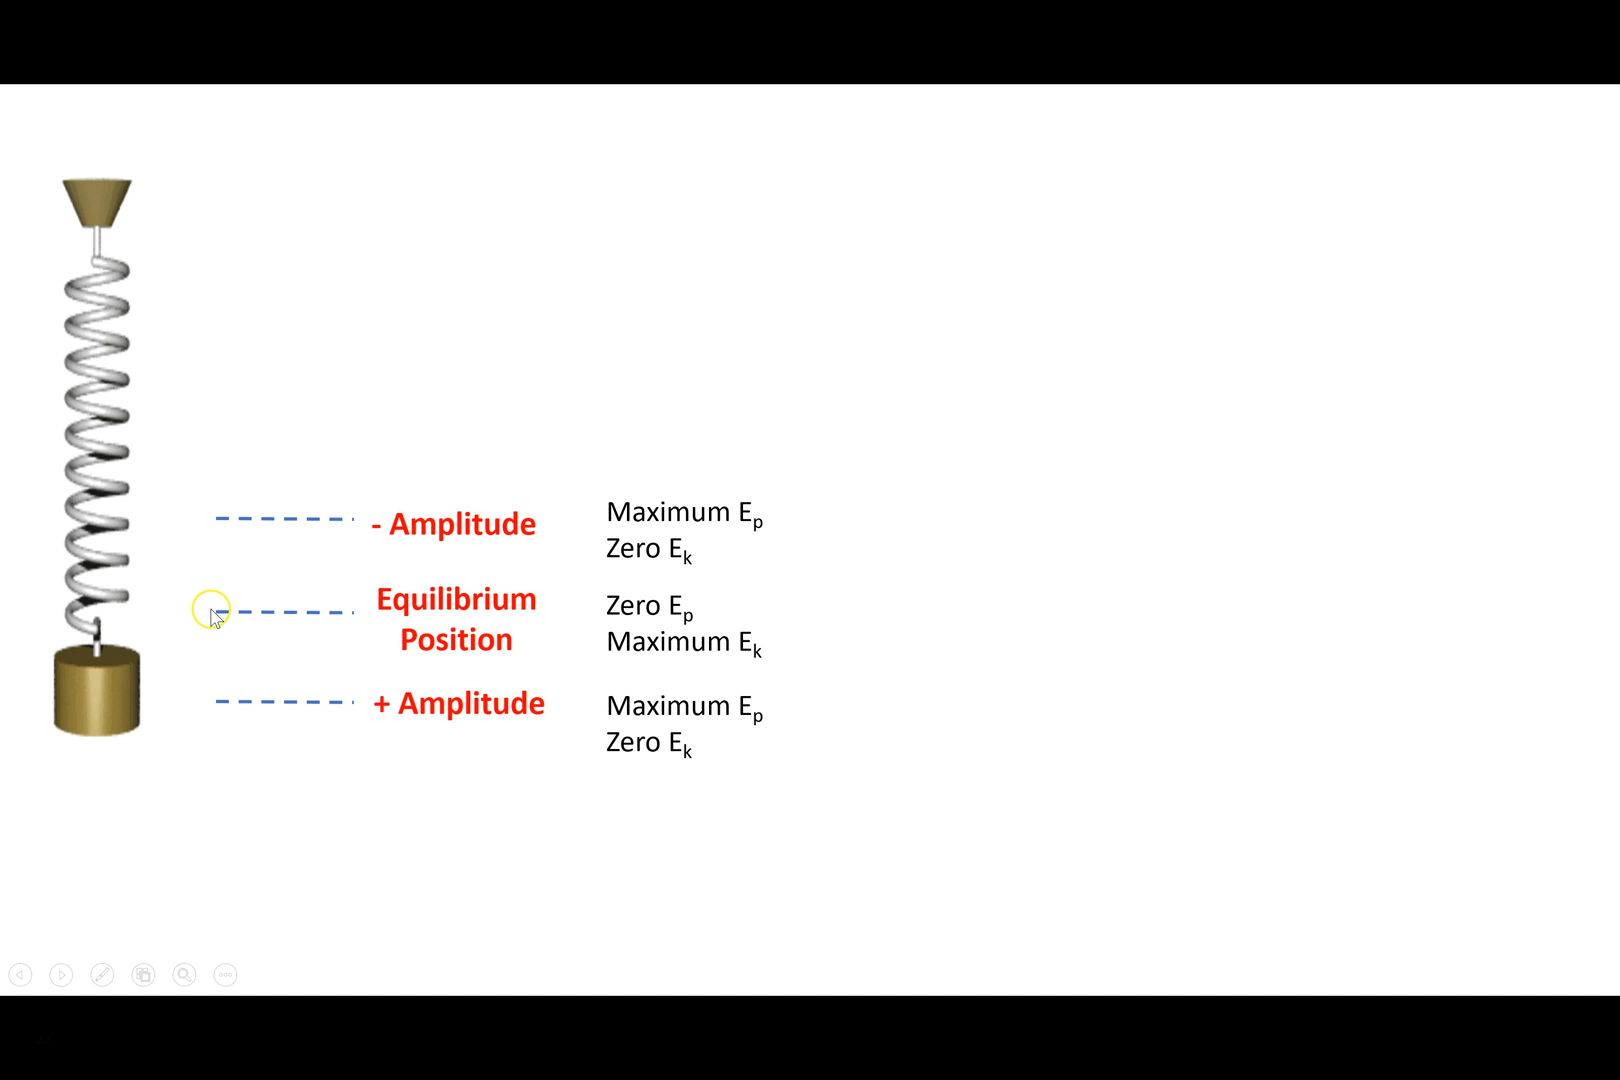 - Amplitude
Maximum Ep
Zero Ek
Equilibrium
Position
Zero Ep
Maximum Ek
+ Amplitude
Maximum Ep
Zero Ek